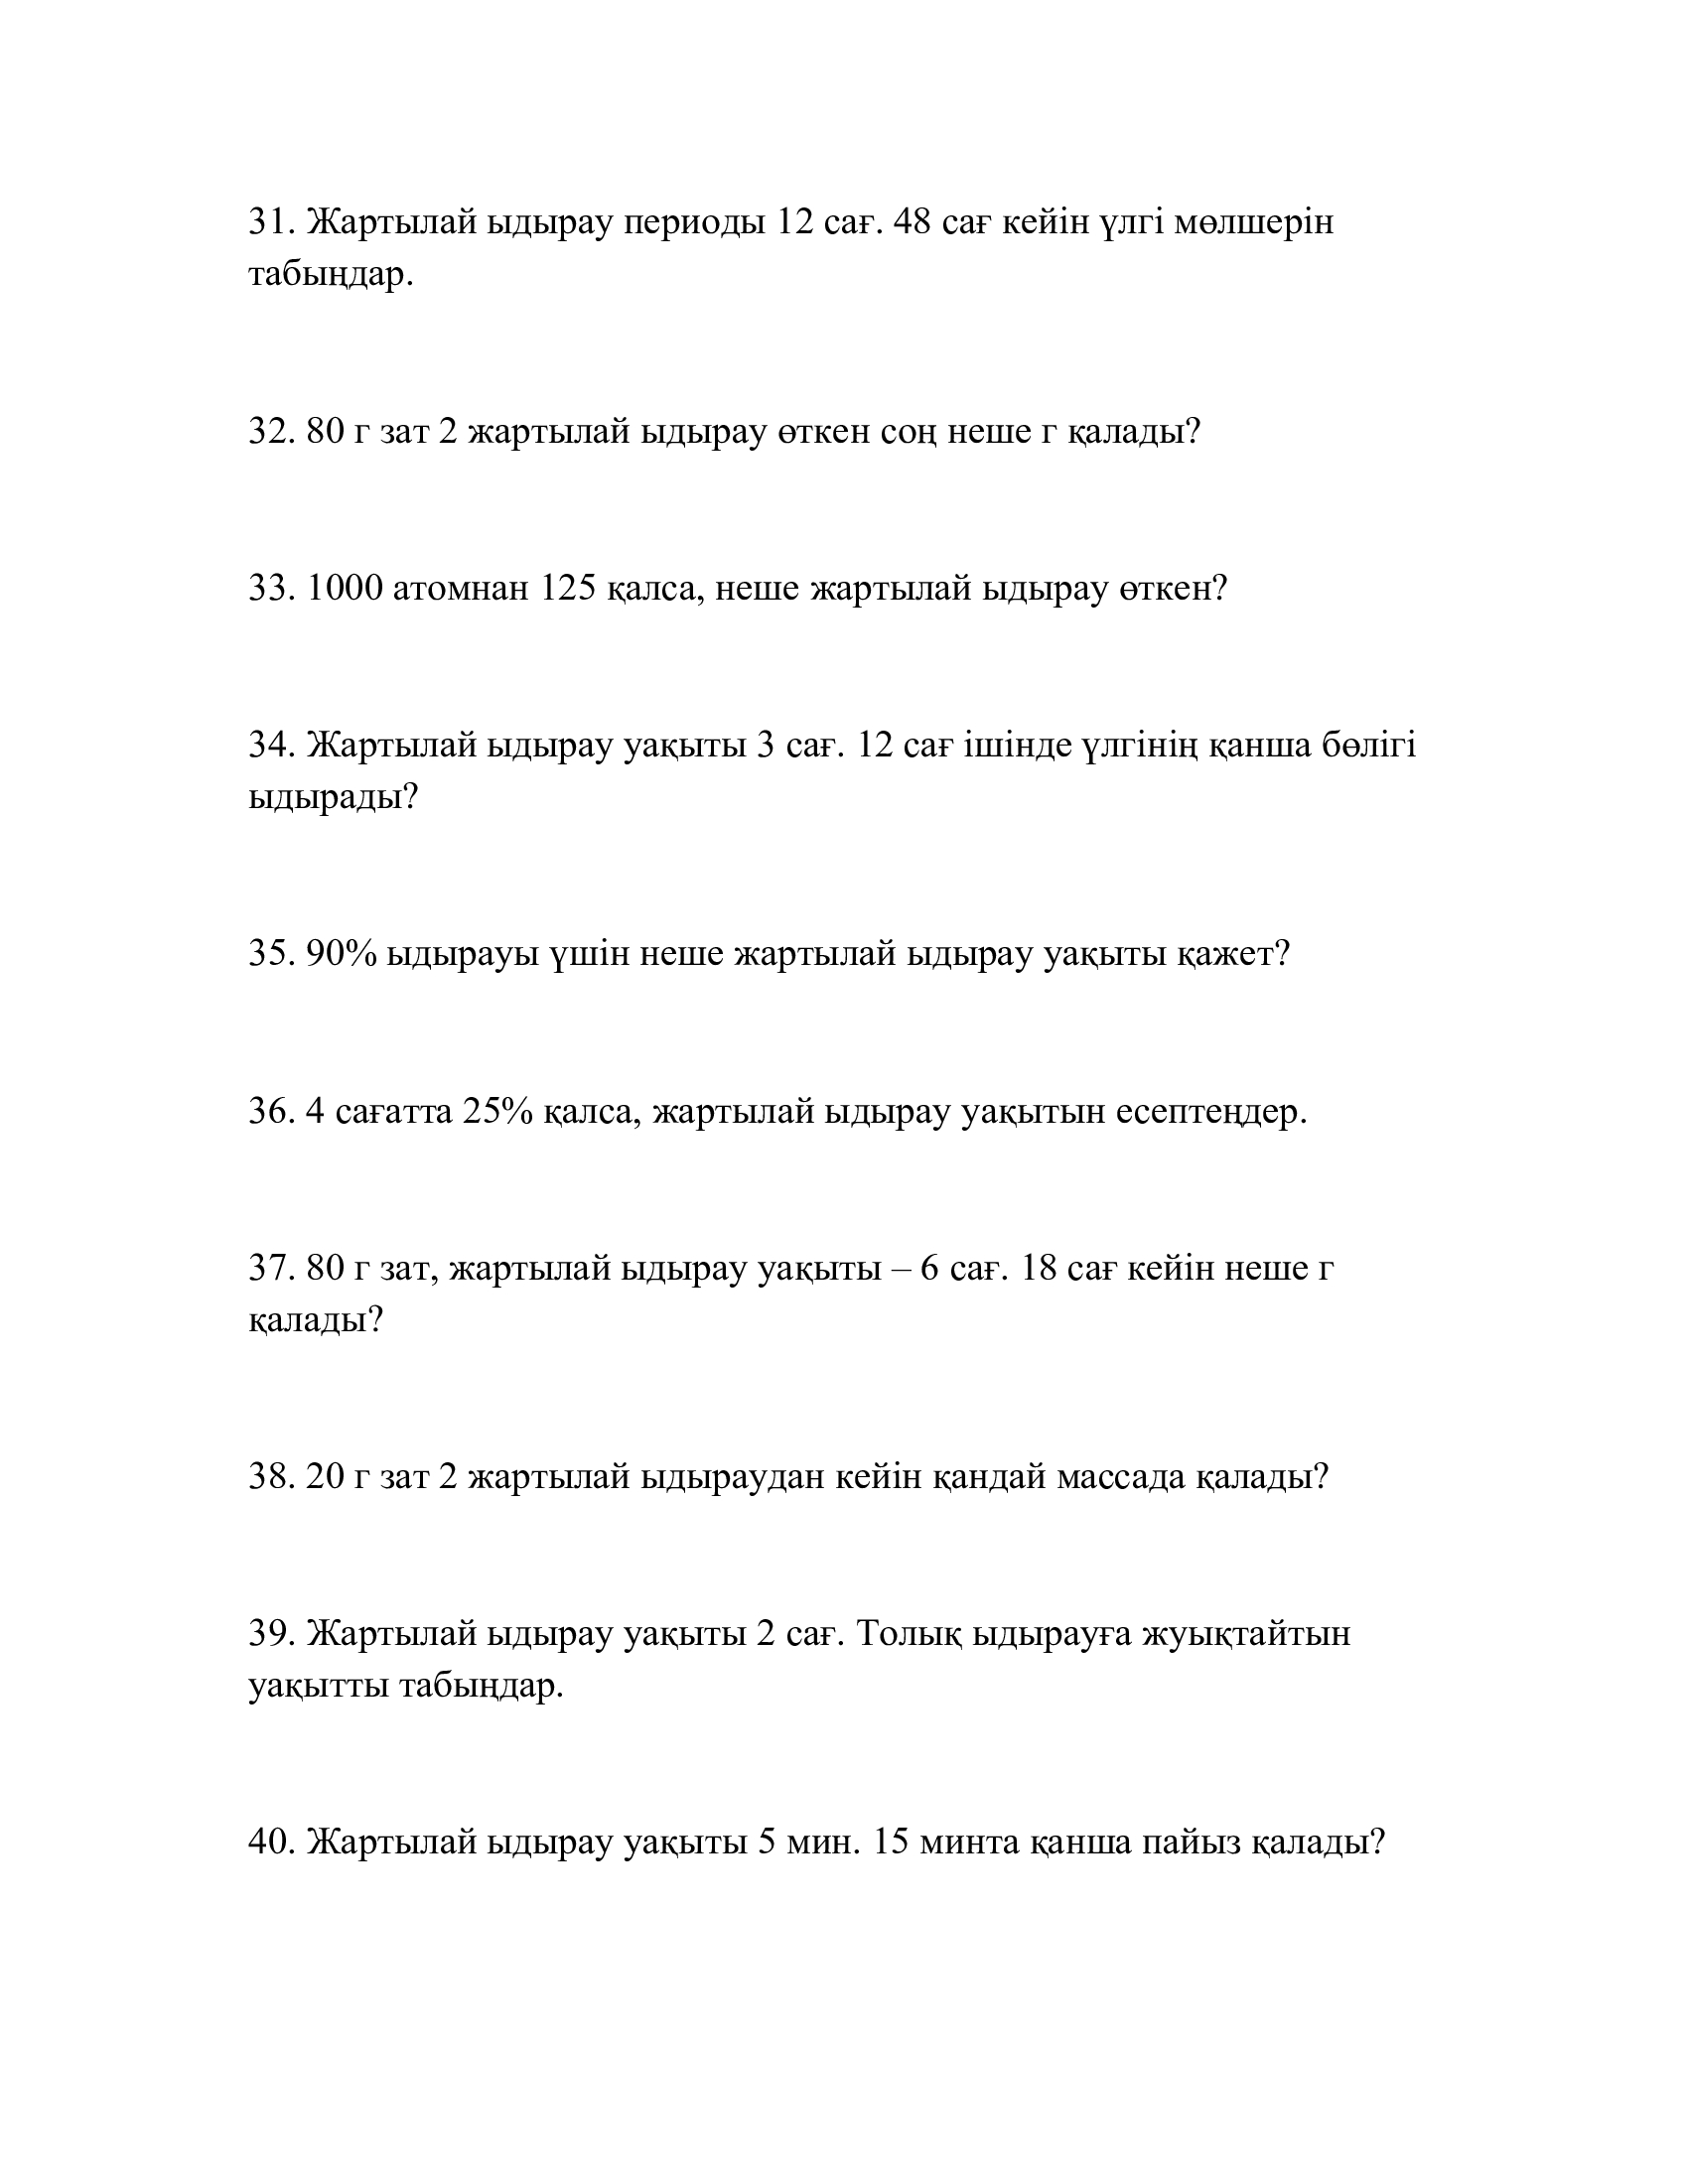 31. Жартылай ыдырау периоды 12 сағ. 48 сағ кейін үлгі мөлшерін
табыңдар.
32. 80 г зат 2 жартылай ыдырау өткен соң неше г қалады?
33. 1000 атомнан 125 қалса, неше жартылай ыдырау өткен?
34. Жартылай ыдырау уақыты 3 сағ. 12 сағ ішінде үлгінің қанша бөлігі
ыдырады?
35. 90% ыдырауы үшін неше жартылай ыдырау уақыты қажет?
36. 4 сағатта 25% қалса, жартылай ыдырау уақытын есептеңдер.
37. 80 г зат, жартылай ыдырау уақыты – 6 сағ. 18 сағ кейін неше г
қалады?
38. 20 г зат 2 жартылай ыдыраудан кейін қандай массада қалады?
39. Жартылай ыдырау уақыты 2 сағ. Толық ыдырауға жуықтайтын
уақытты табыңдар.
40. Жартылай ыдырау уақыты 5 мин. 15 минта қанша пайыз қалады?